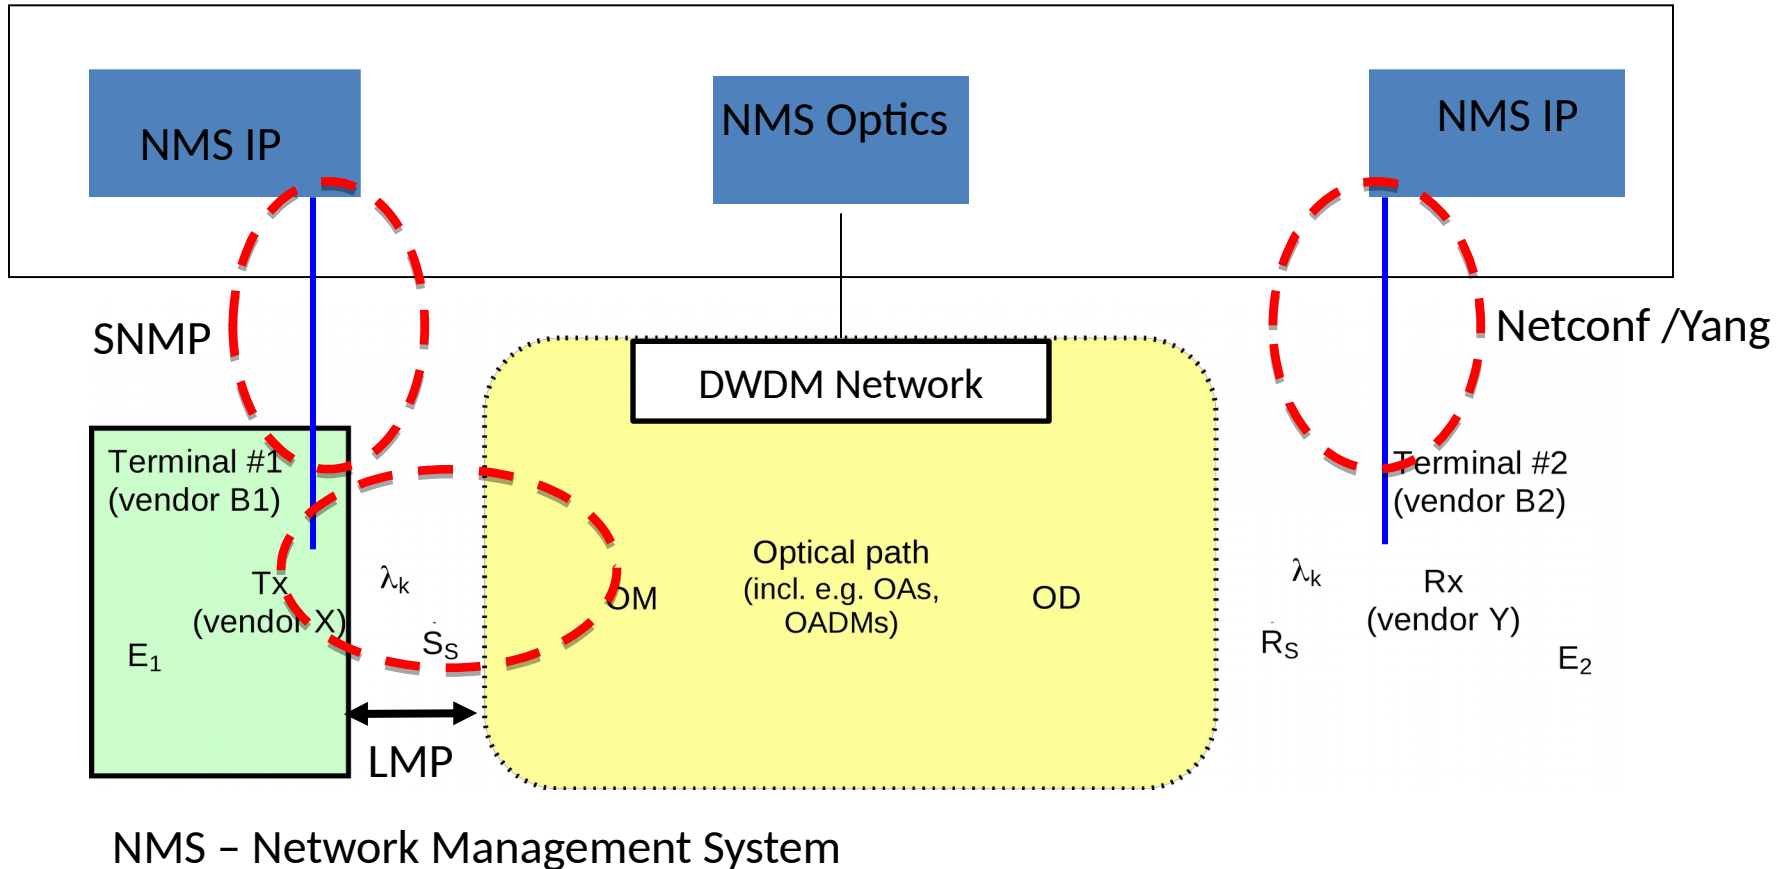 NMS IP
NMS Optics
NMS IP
SNMP
Netconf /Yang
DWDM Network
Terminal #1
(vendor B1)
Terminal #2
(vendor B2)
Tx
(vendor X)
λk
SS
E1
OM
Optical path
(incl. e.g. OAs,
OADMs)
OD
λk
RS
Rx
(vendor Y)
E2
LMP
NMS – Network Management System